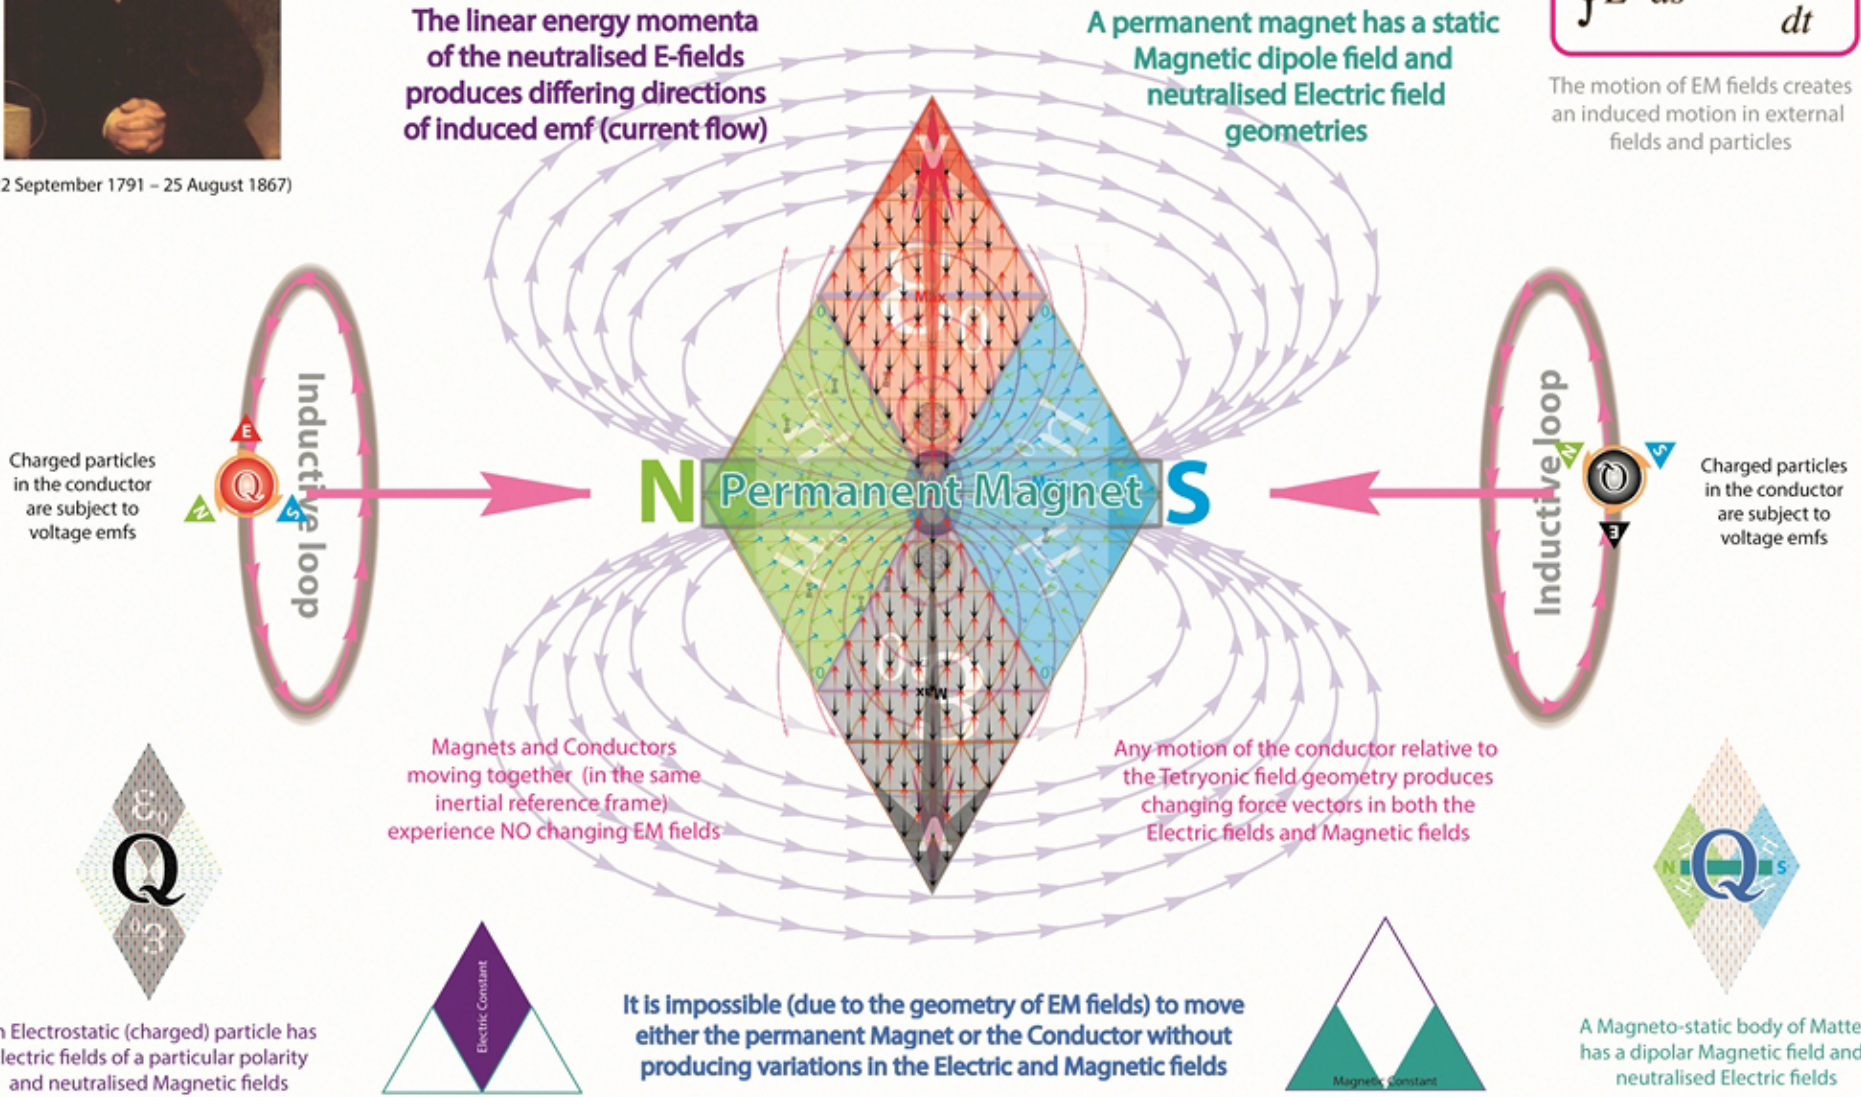 The linear energy momenta
of the neutralised E-fields
produces differing directions
of induced emf (current flow)
A permanent magnet has a static
Magnetic dipole field and
neutralised Electric field
geometries
dt
The motion of EM fields creates
an induced motion in external
fields and particles
2 September 1791 – 25 August 1867)
Max
Inductive loop
E
Q
N
S
Charged particles
in the conductor
are subject to
voltage emfs
N
Permanent Magnet
S
Inductive loop
N
S
E
Charged particles
in the conductor
are subject to
voltage emfs
Max
Magnets and Conductors
moving together (in the same
inertial reference frame)
experience NO changing EM fields
Any motion of the conductor relative to
the Tetryonic field geometry produces
changing force vectors in both the
Electric fields and Magnetic fields
ε0
Q
ε0
N
Q
S
Electric Constant
It is impossible (due to the geometry of EM fields) to move
either the permanent Magnet or the Conductor without
producing variations in the Electric and Magnetic fields
Magnetic Constant
Electrostatic (charged) particle has
lectric fields of a particular polarity
and neutralised Magnetic fields
A Magneto-static body of Matte
has a dipolar Magnetic field and
neutralised Electric fields